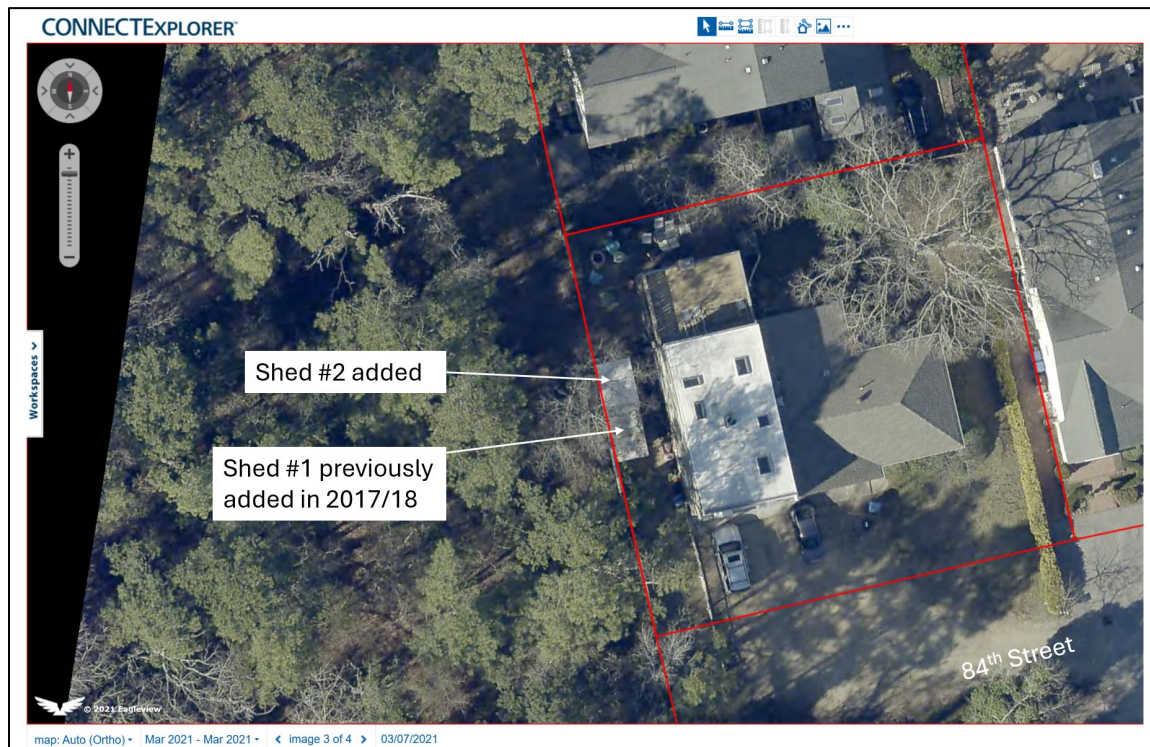 CONNECTEXPLORER™
N
E
S
W
+
−
Workspaces
Shed #2 added
Shed #1 previously
added in 2017/18
84th Street
© 2021 Eagleview
map: Auto (Ortho) Mar 2021 - Mar 2021 image 3 of 4 03/07/2021